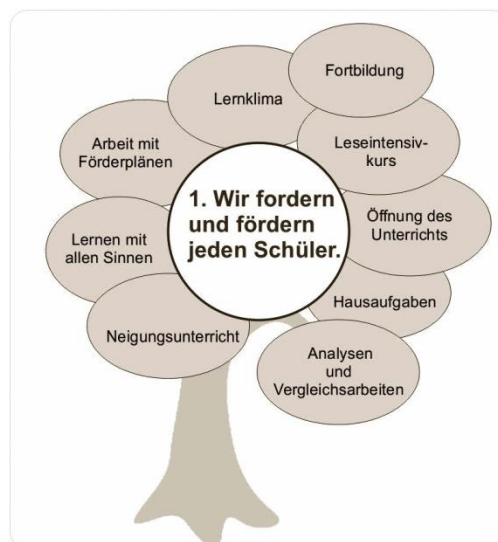 1. Wir fordern
und fördern
jeden Schüler.
Fortbildung
Lernklima
Leseintensiv-
kurs
Arbeit mit
Förderplänen
Öffnung des
Unterrichts
Lernen mit
allen Sinnen
Hausaufgaben
Neigungsunterricht
Analysen
und
Vergleichsarbeiten